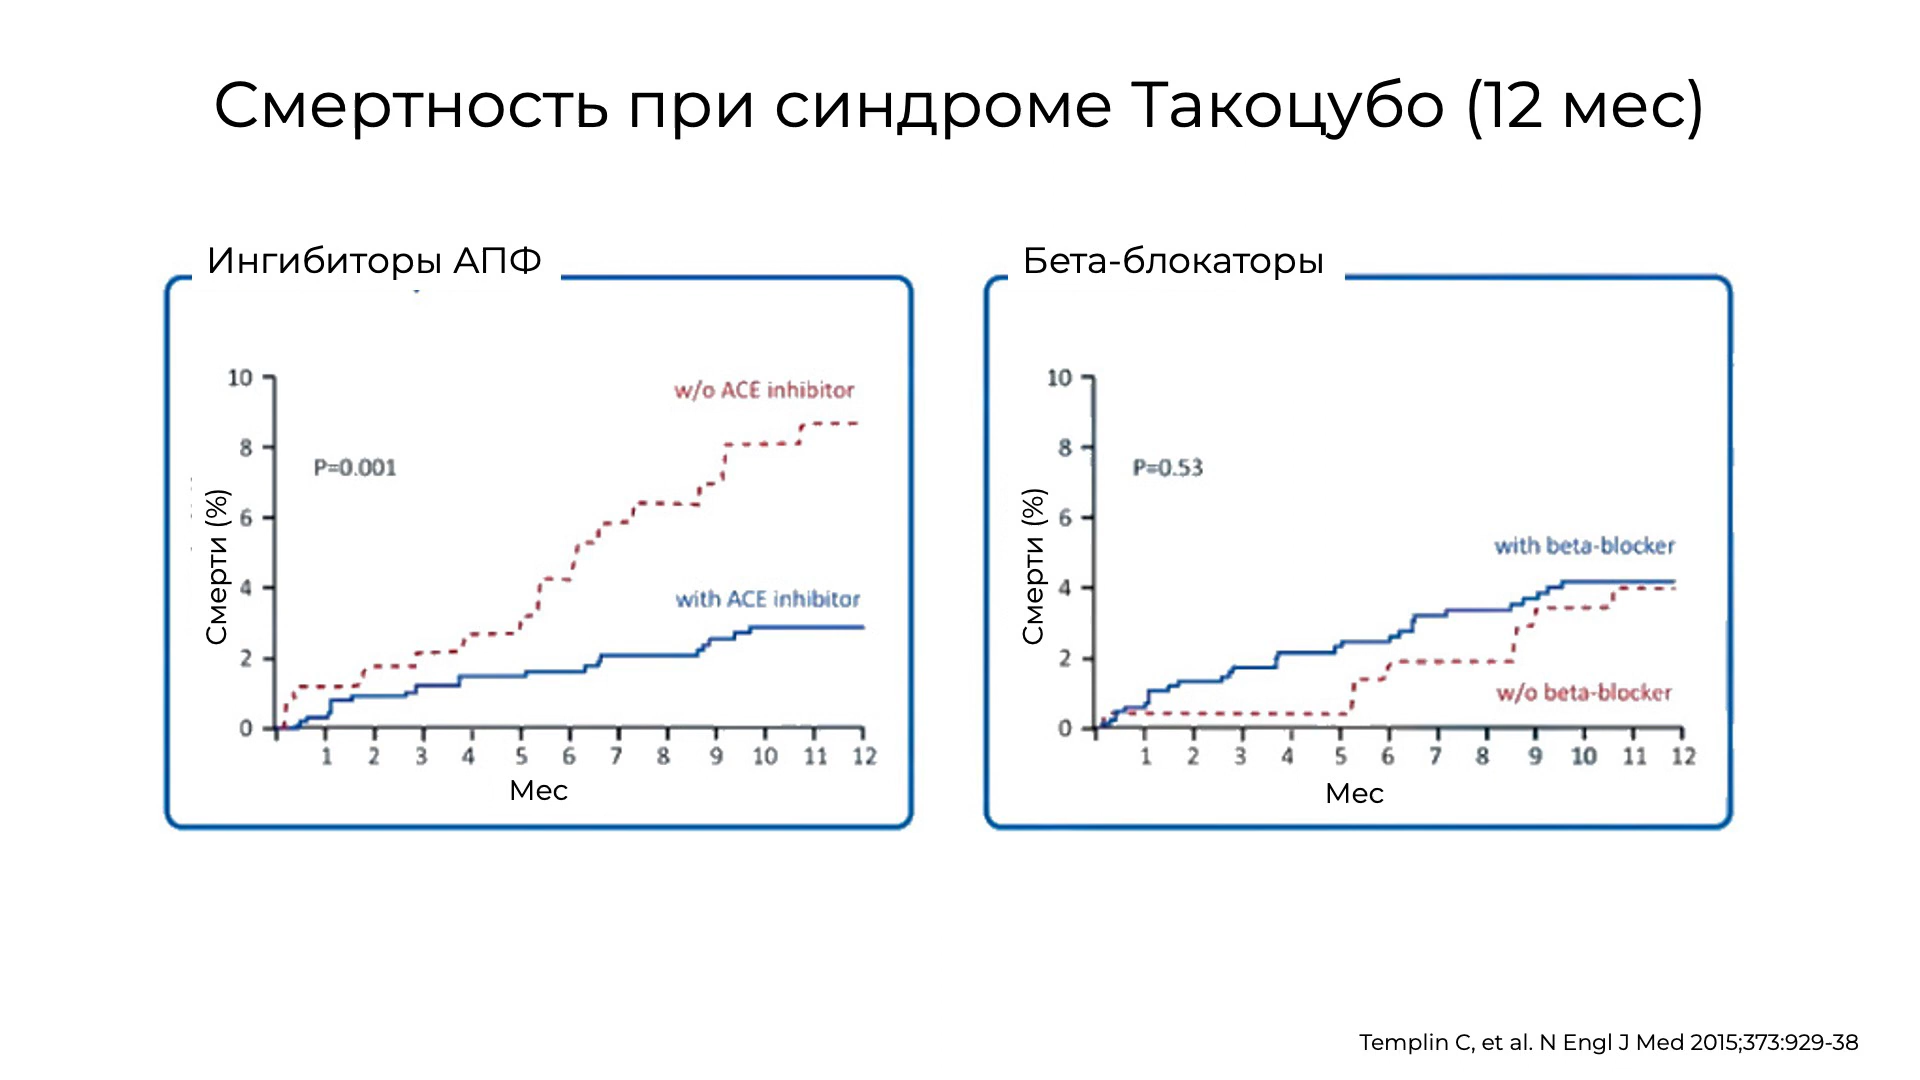 Смертность при синдроме Такоцубо (12 мес)
Ингибиторы АПФ
10
8
6
4
2
0
Смерти (%)
P=0.001
w/o ACE inhibitor
with ACE inhibitor
1 2 3 4 5 6 7 8 9 10 11 12
Мес
Бета-блокаторы
10
8
6
4
2
0
Смерти (%)
P=0.53
with beta-blocker
w/o beta-blocker
1 2 3 4 5 6 7 8 9 10 11 12
Мес
Templin C, et al. N Engl J Med 2015;373:929-38